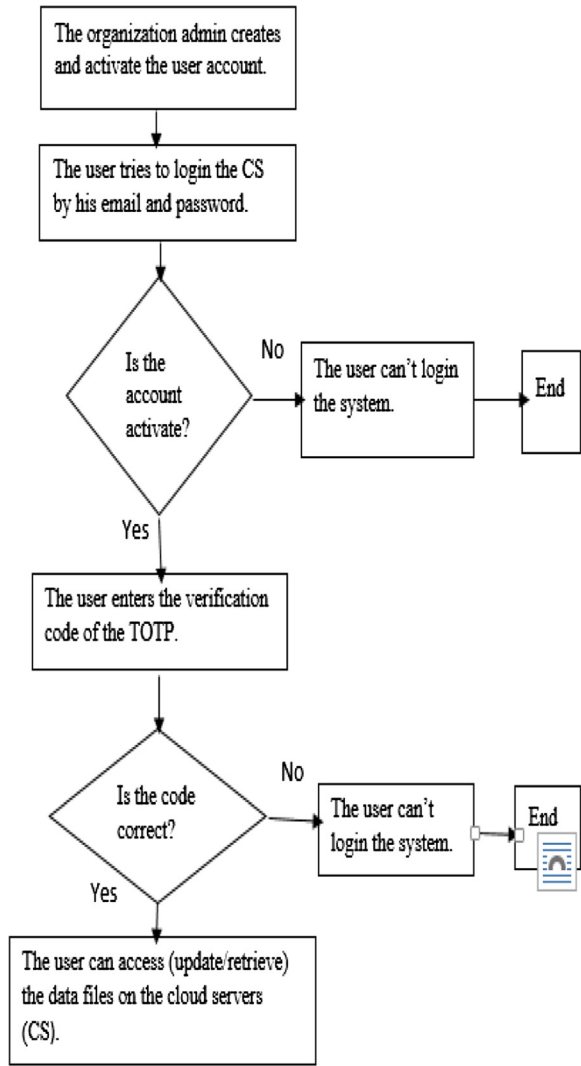 The organization admin creates
and activate the user account.
The user tries to login the CS
by his email and password.
Is the
account
activate?
No
The user can't login
the system.
End
Yes
The user enters the verification
code of the TOTP.
Is the code
correct?
No
The user can't
login the system.
End
Yes
The user can access (update/retrieve)
the data files on the cloud servers
(CS).